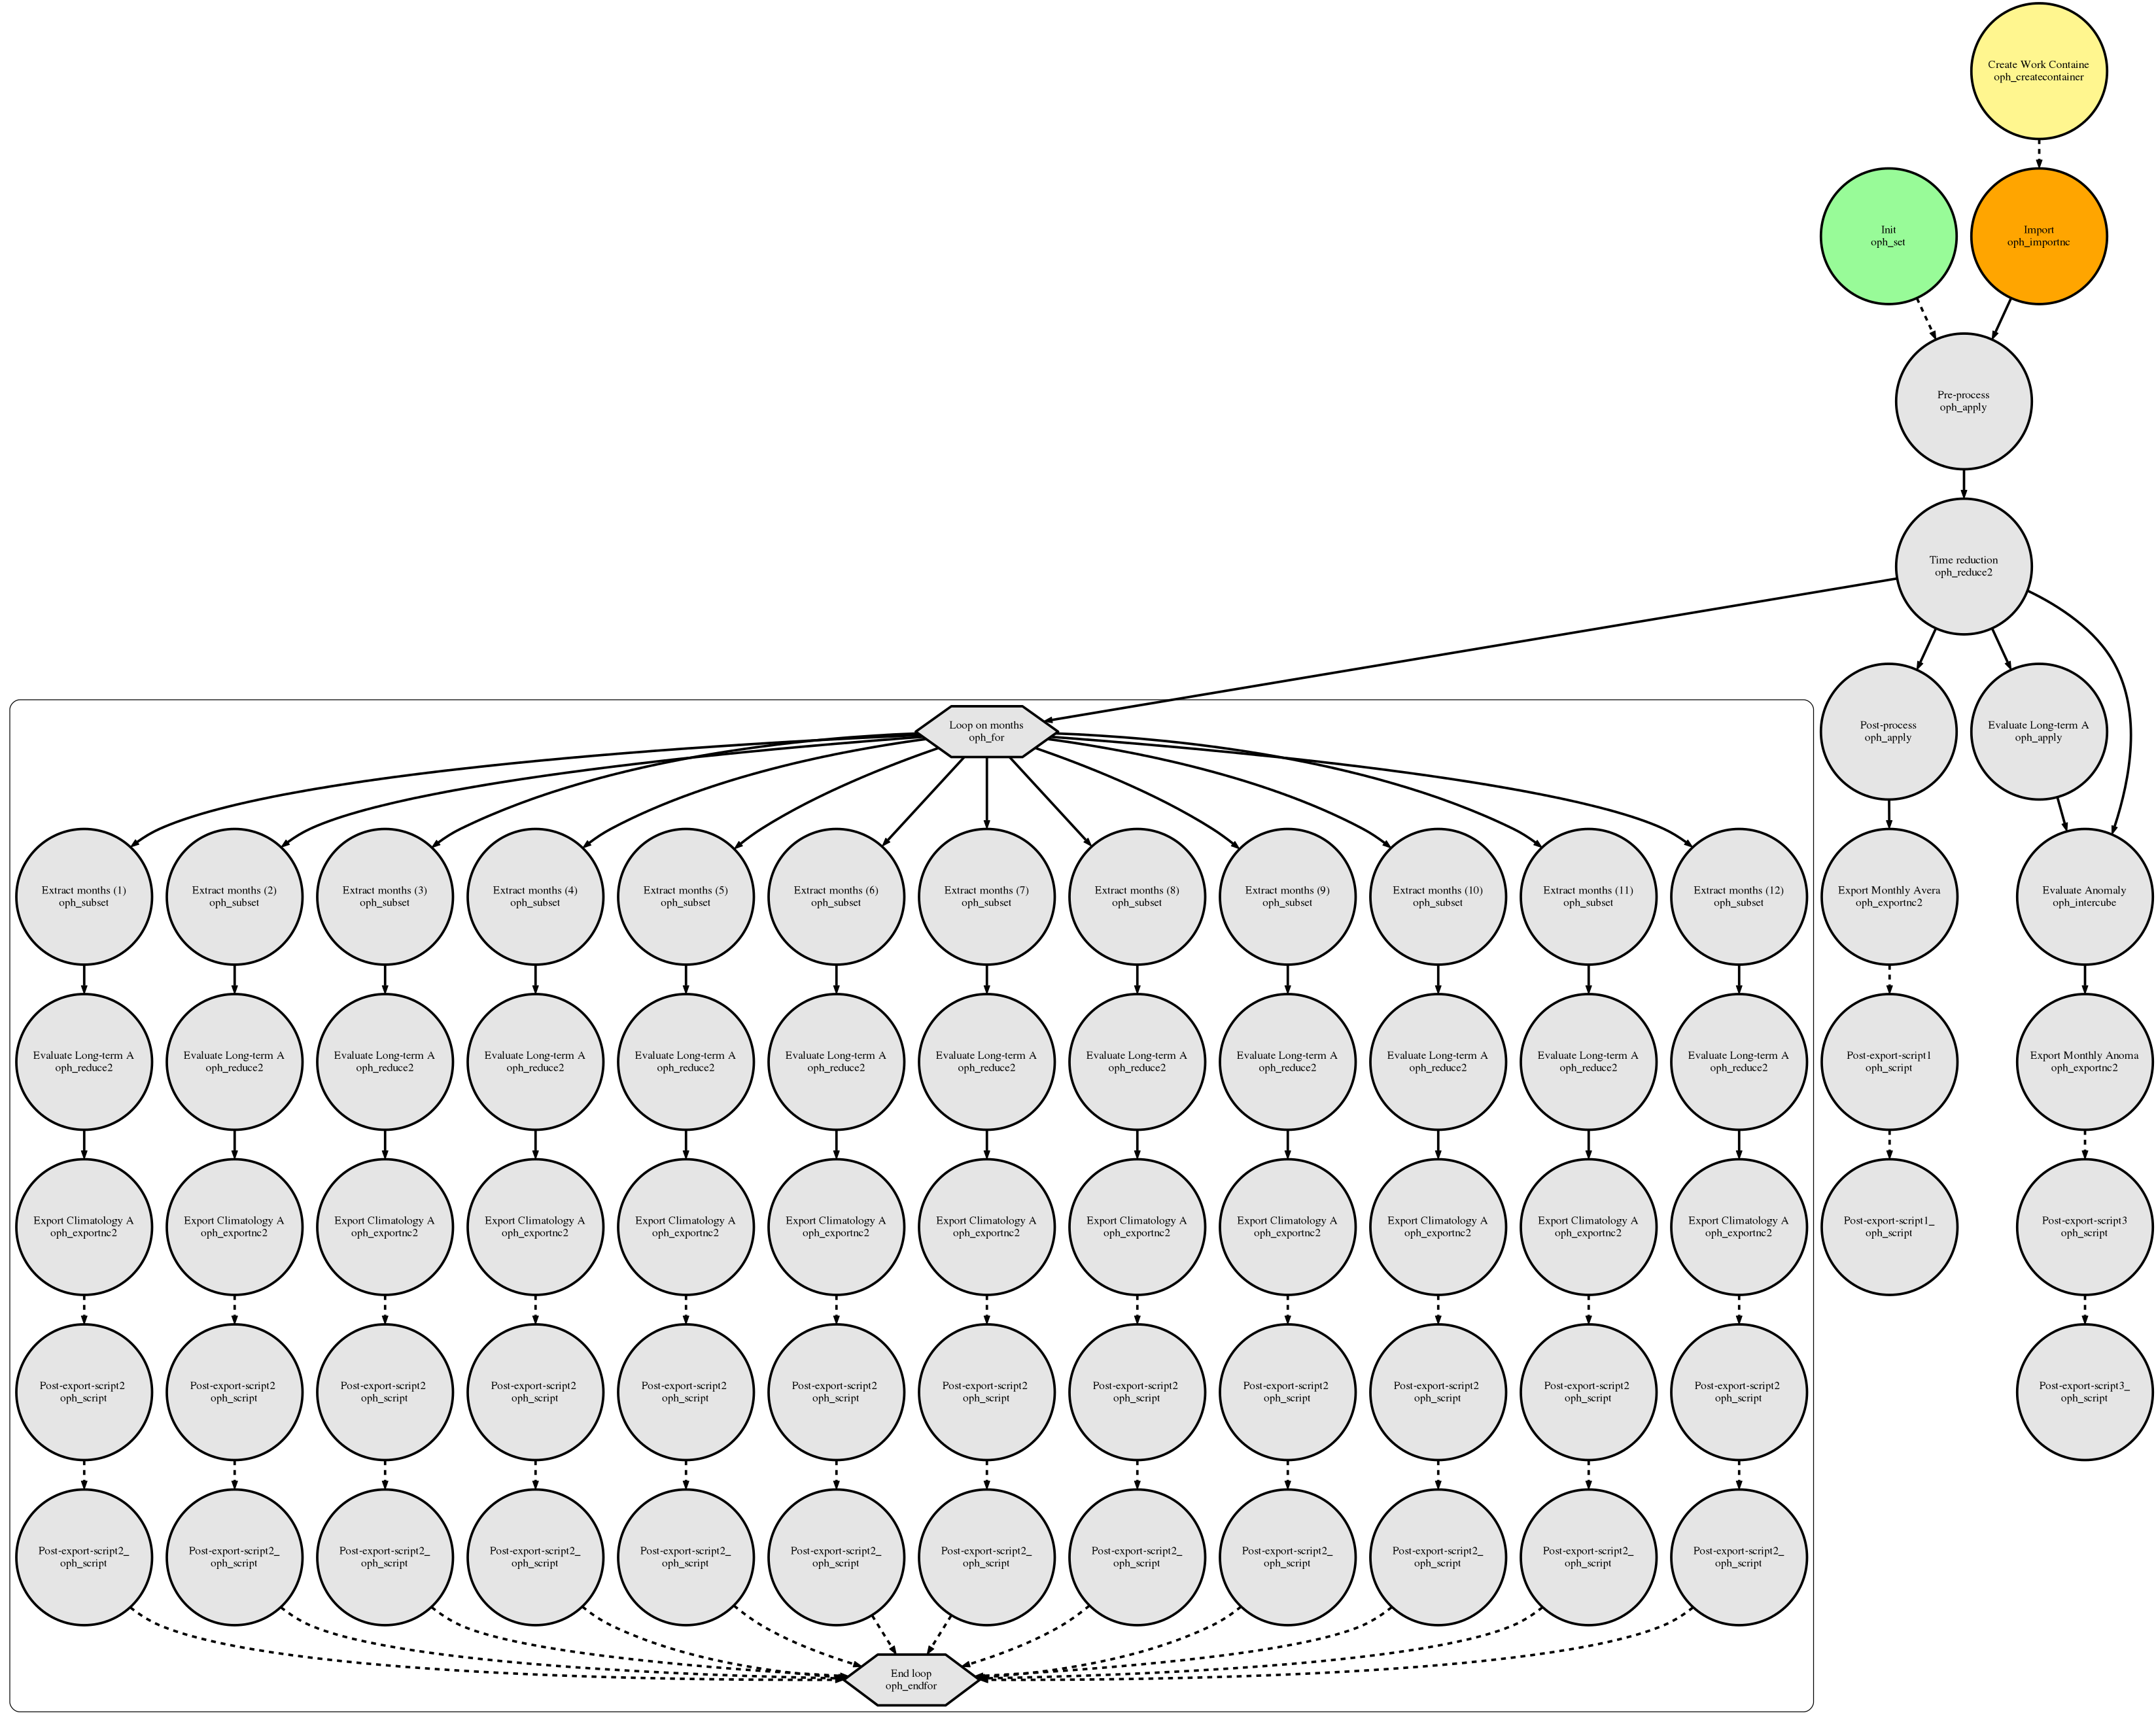 Create Work Containe
oph_createcontainer
Init
oph_set
Import
oph_importnc
Pre-process
oph_apply
Time reduction
oph_reduce2
Loop on months
oph_for
Post-process
oph_apply
Evaluate Long-term A
oph_apply
Extract months (1)
oph_subset
Extract months (2)
oph_subset
Extract months (3)
oph_subset
Extract months (4)
oph_subset
Extract months (5)
oph_subset
Extract months (6)
oph_subset
Extract months (7)
oph_subset
Extract months (8)
oph_subset
Extract months (9)
oph_subset
Extract months (10)
oph_subset
Extract months (11)
oph_subset
Extract months (12)
oph_subset
Export Monthly Avera
oph_exportnc2
Evaluate Anomaly
oph_intercube
Evaluate Long-term A
oph_reduce2
Evaluate Long-term A
oph_reduce2
Evaluate Long-term A
oph_reduce2
Evaluate Long-term A
oph_reduce2
Evaluate Long-term A
oph_reduce2
Evaluate Long-term A
oph_reduce2
Evaluate Long-term A
oph_reduce2
Evaluate Long-term A
oph_reduce2
Evaluate Long-term A
oph_reduce2
Evaluate Long-term A
oph_reduce2
Evaluate Long-term A
oph_reduce2
Evaluate Long-term A
oph_reduce2
Post-export-script1
oph_script
Export Monthly Anoma
oph_exportnc2
Export Climatology A
oph_exportnc2
Export Climatology A
oph_exportnc2
Export Climatology A
oph_exportnc2
Export Climatology A
oph_exportnc2
Export Climatology A
oph_exportnc2
Export Climatology A
oph_exportnc2
Export Climatology A
oph_exportnc2
Export Climatology A
oph_exportnc2
Export Climatology A
oph_exportnc2
Export Climatology A
oph_exportnc2
Export Climatology A
oph_exportnc2
Export Climatology A
oph_exportnc2
Post-export-script1_
oph_script
Post-export-script3
oph_script
Post-export-script2
oph_script
Post-export-script2
oph_script
Post-export-script2
oph_script
Post-export-script2
oph_script
Post-export-script2
oph_script
Post-export-script2
oph_script
Post-export-script2
oph_script
Post-export-script2
oph_script
Post-export-script2
oph_script
Post-export-script2
oph_script
Post-export-script2
oph_script
Post-export-script2
oph_script
Post-export-script3_
oph_script
Post-export-script2_
oph_script
Post-export-script2_
oph_script
Post-export-script2_
oph_script
Post-export-script2_
oph_script
Post-export-script2_
oph_script
Post-export-script2_
oph_script
Post-export-script2_
oph_script
Post-export-script2_
oph_script
Post-export-script2_
oph_script
Post-export-script2_
oph_script
Post-export-script2_
oph_script
Post-export-script2_
oph_script
End loop
oph_endfor